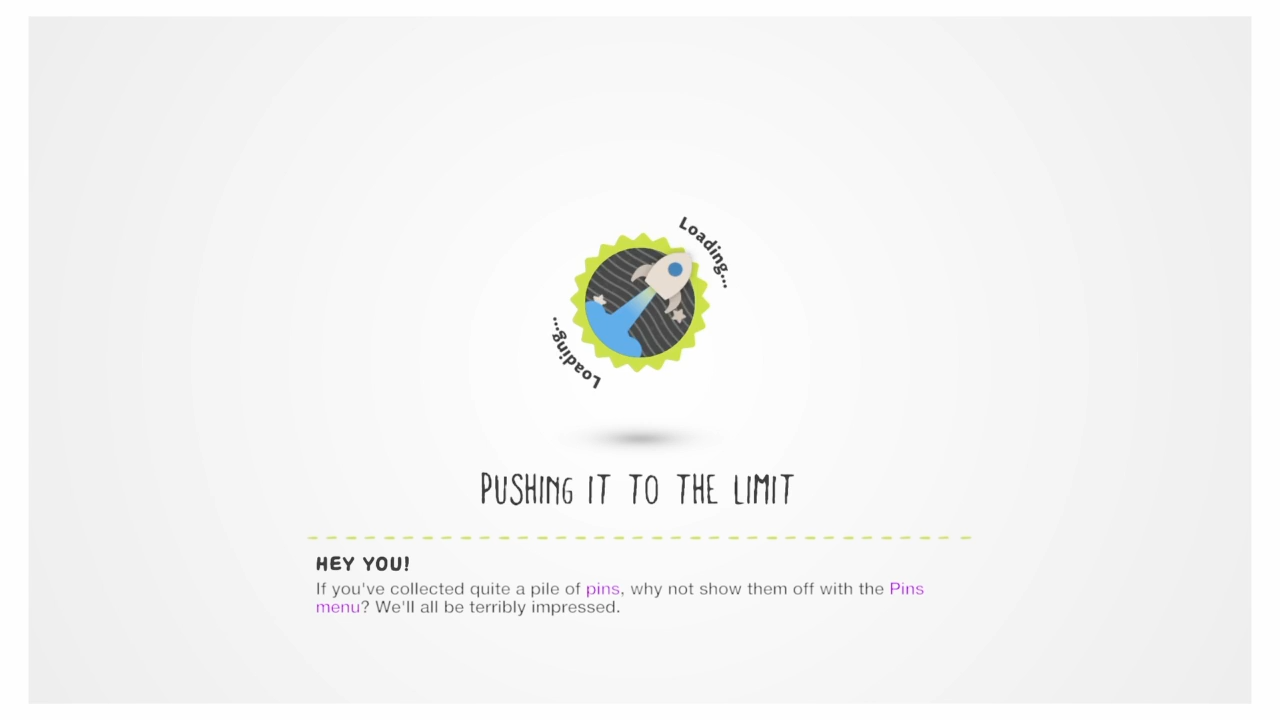 Loading...
Loading...
PUSHING IT TO THE LIMIT
HEY YOU!
If you've collected quite a pile of pins, why not show them off with the Pins
menu? We'll all be terribly impressed.